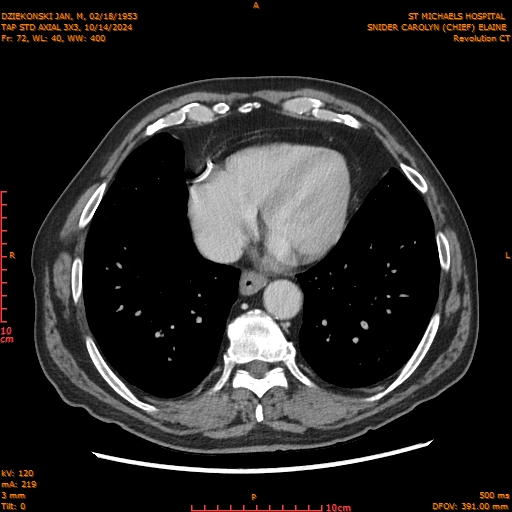 A
DZIEKONSKI JAN, M, 02/18/1953
TAP STD AXIAL 3X3, 10/14/2024
Fr: 72, WL: 40, WW: 400
ST MICHAELS HOSPITAL
SNIDER CAROLYN (CHIEF) ELAINE
Revolution CT
R
L
10
cm
kV: 120
mA: 219
3 mm
Tilt: 0
P
10cm
500 ms
DFOV: 391.00 mm